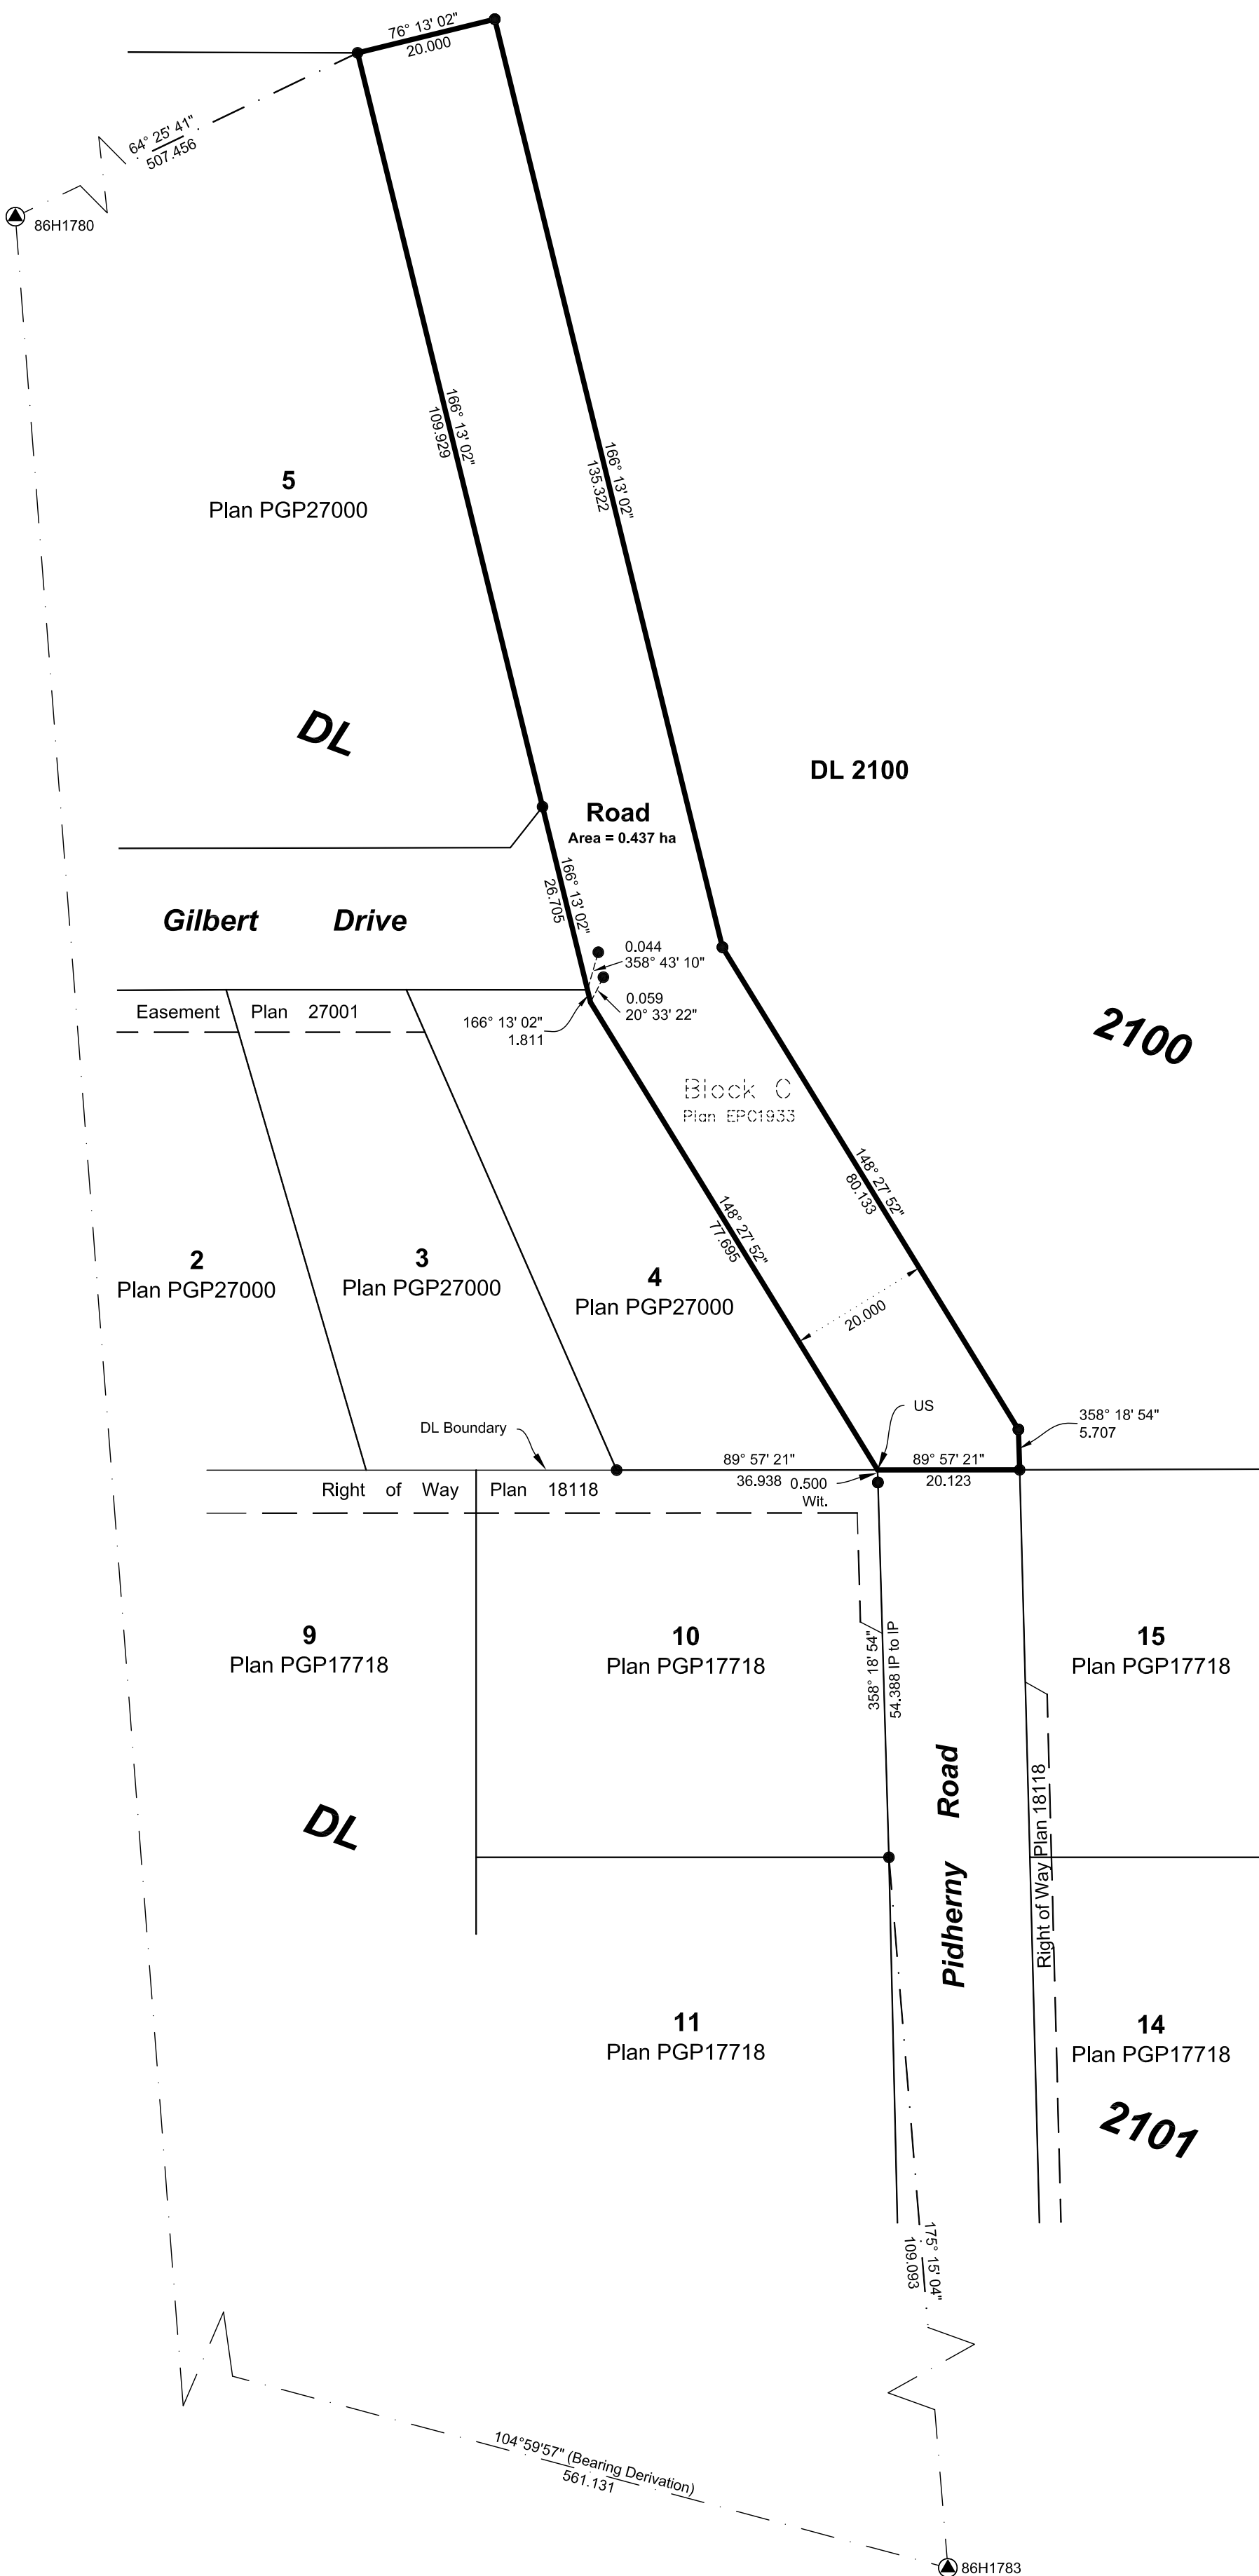 76° 13' 02"
20.000
64° 25' 41"
507.456
86H1780
166° 13' 02"
109.929
166° 13' 02"
135.322
5
Plan PGP27000
DL
DL 2100
Road
Area = 0.437 ha
166° 13' 02"
26.705
Gilbert Drive
0.044
358° 43' 10"
0.059
20° 33' 22"
Easement Plan 27001
166° 13' 02"
1.811
2100
Block C
Plan EPC1933
148° 27' 52"
80.133
148° 27' 52"
77.695
2
Plan PGP27000
3
Plan PGP27000
4
Plan PGP27000
20.000
US
358° 18' 54"
5.707
DL Boundary
89° 57' 21"
36.938
0.500
Wit.
89° 57' 21"
20.123
Right of Way Plan 18118
9
Plan PGP17718
10
Plan PGP17718
358° 18' 54"
54.388 IP to IP
15
Plan PGP17718
Pidherny Road
Right of Way Plan 18118
DL
11
Plan PGP17718
14
Plan PGP17718
2101
175° 15' 04"
109.093
104°59'57" (Bearing Derivation)
561.131
86H1783